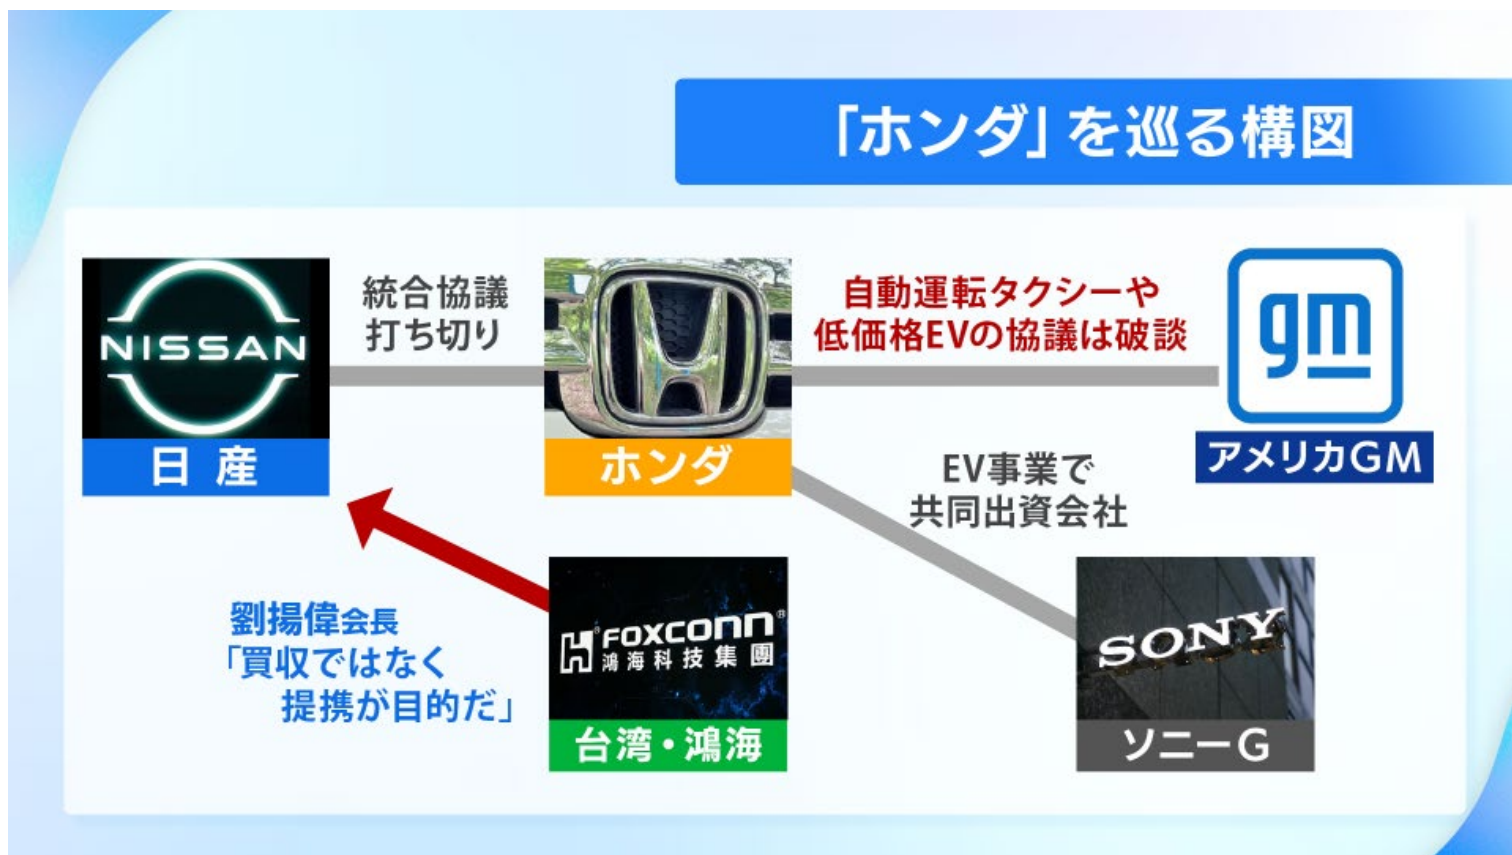 「ホンダ」を巡る構図
NISSAN
日産
統合協議
打ち切り
ホンダ
自動運転タクシーや
低価格EVの協議は破談
gm
アメリカGM
EV事業で
共同出資会社
劉揚偉会長
「買収ではなく
提携が目的だ」
FOXCONN®
鴻海科技集團
台湾・鴻海
SONY
ソニーG